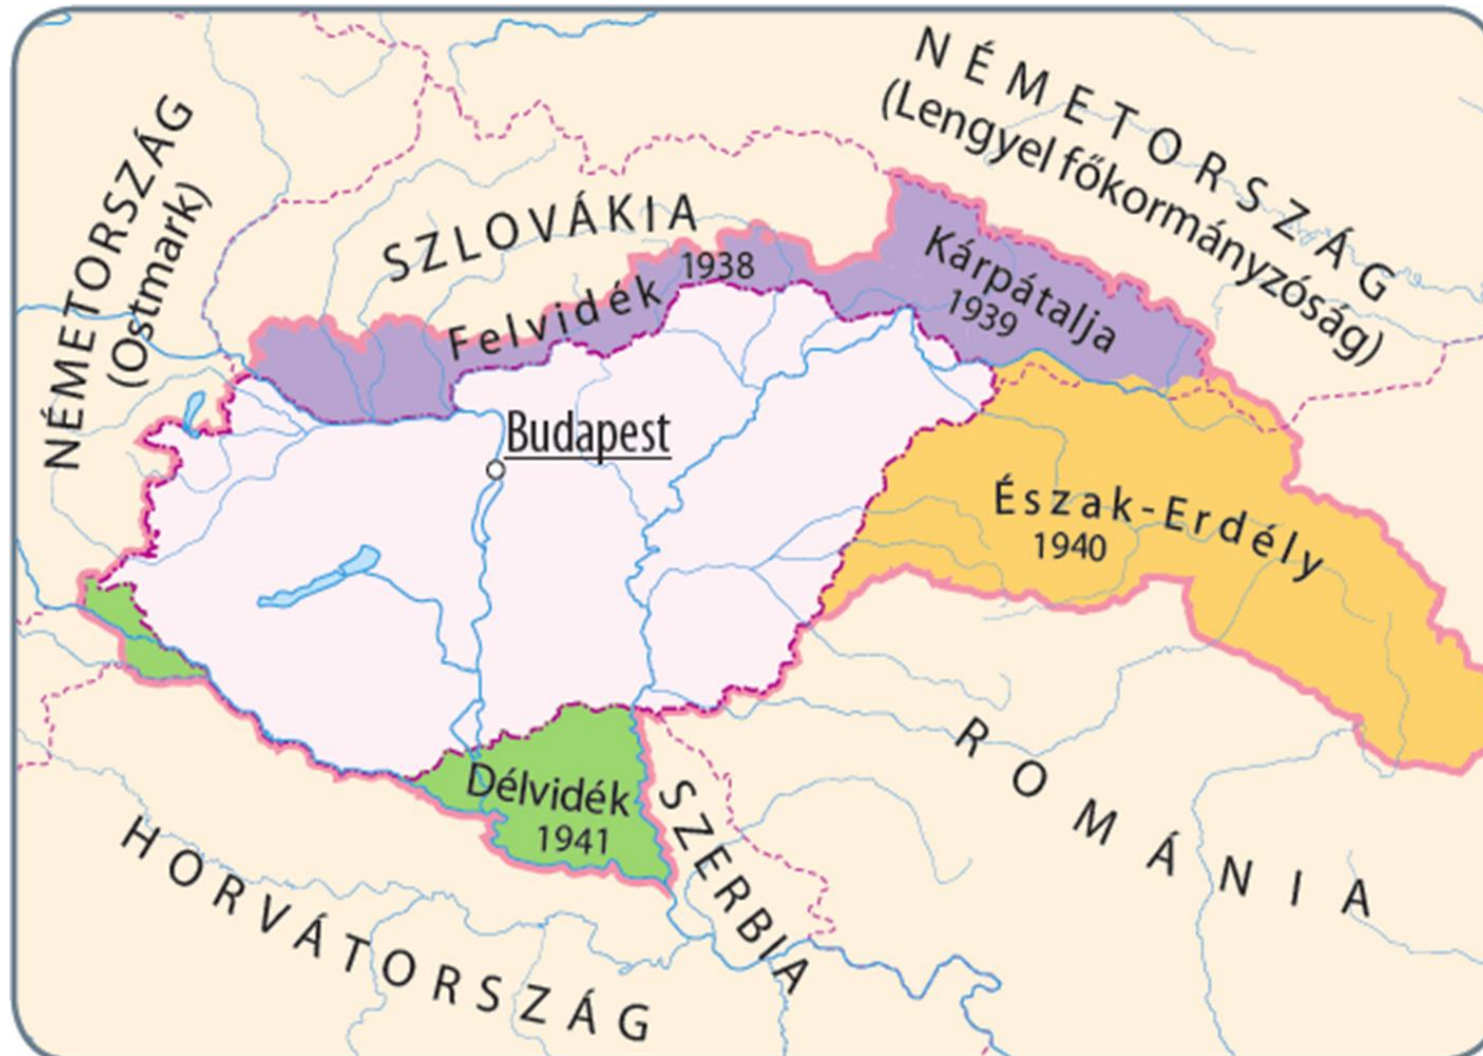 NÉMETORSZÁG
(Lengyel főkormányzóság)
NÉMETORSZÁG
(Ostmark)
SZLOVÁKIA
1938
Felvidék
Kárpátalja
1939
Budapest
Észak-Erdély
1940
Délvidék
1941
SZERBIA
ROMÁNIA
HORVÁTORSZÁG